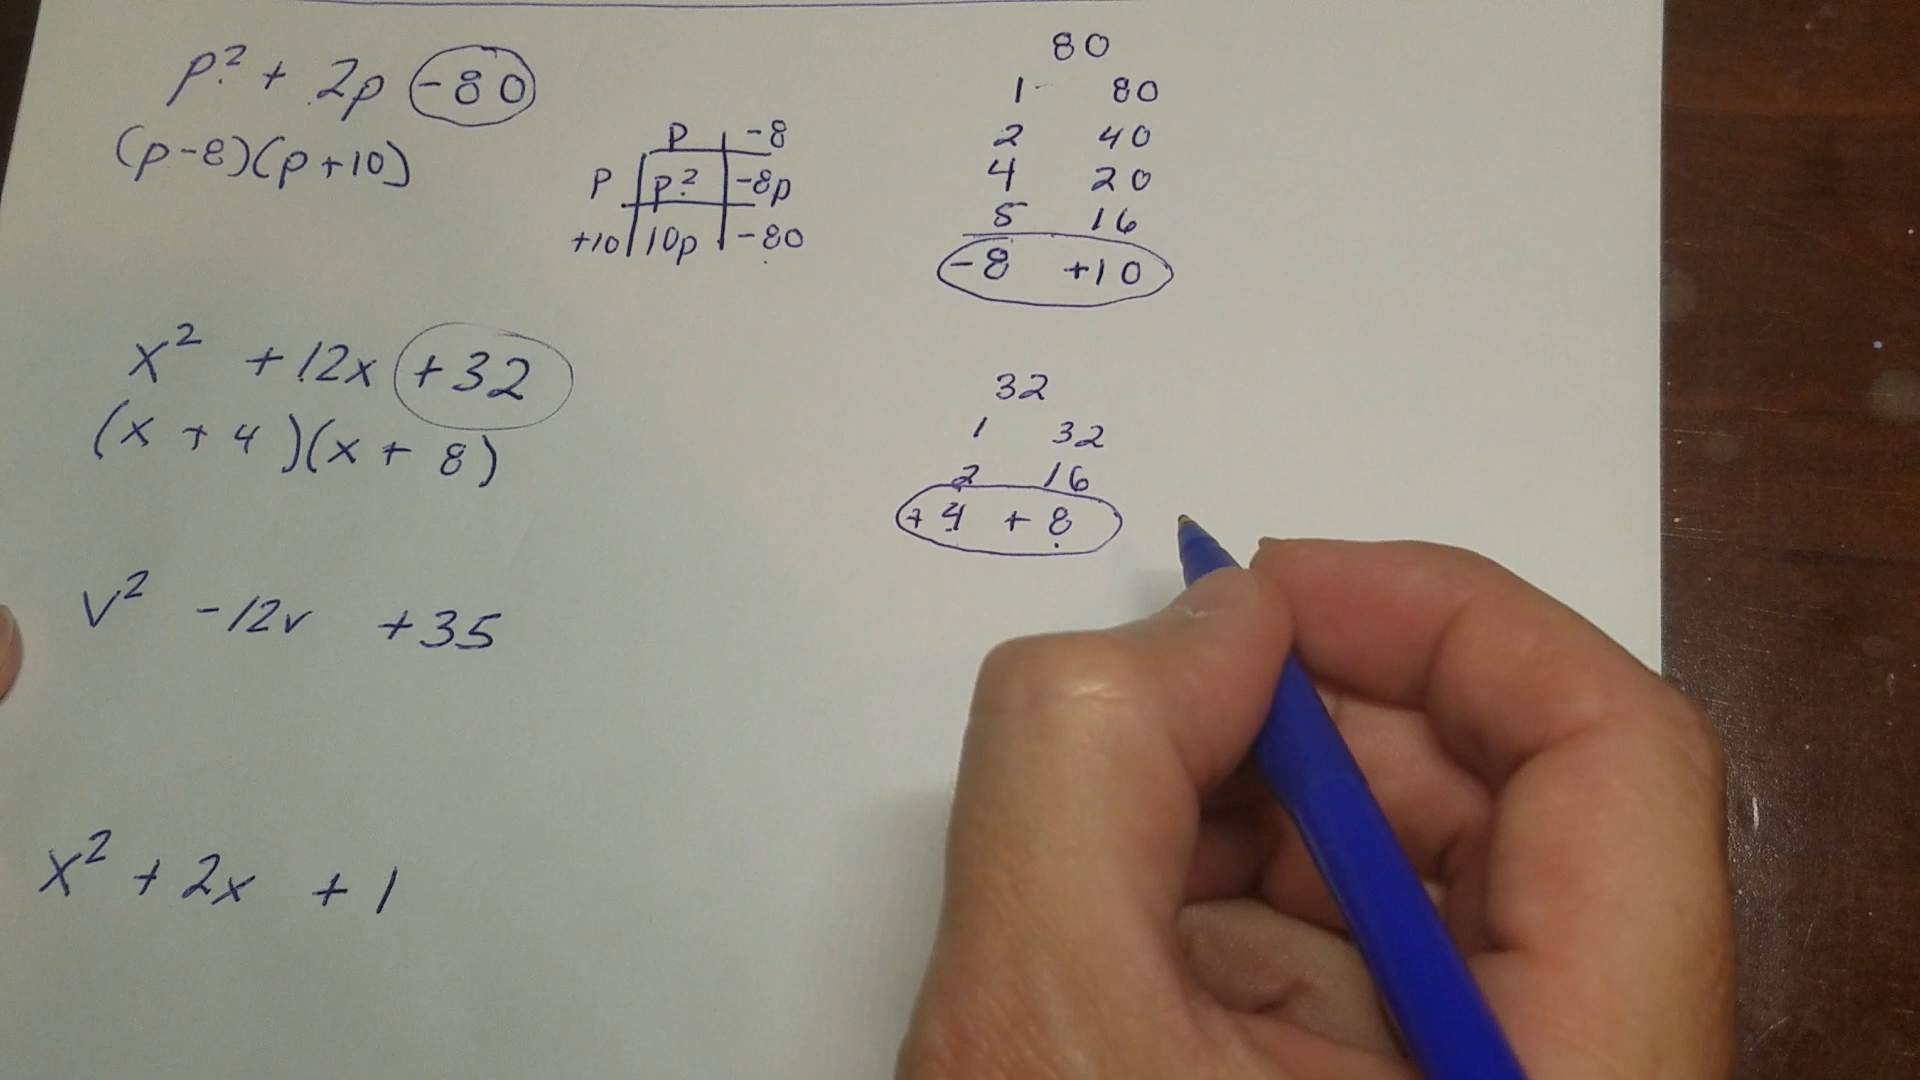 p² + 2p -80
(p-8)(p+10)
p -8
p p² -8p
+10 10p -80
80
1 80
2 40
4 20
5 16
-8 +10
x² +12x +32
(x + 4)(x + 8)
32
1 32
2 16
+4 +8
v² -12v +35
x² + 2x + 1